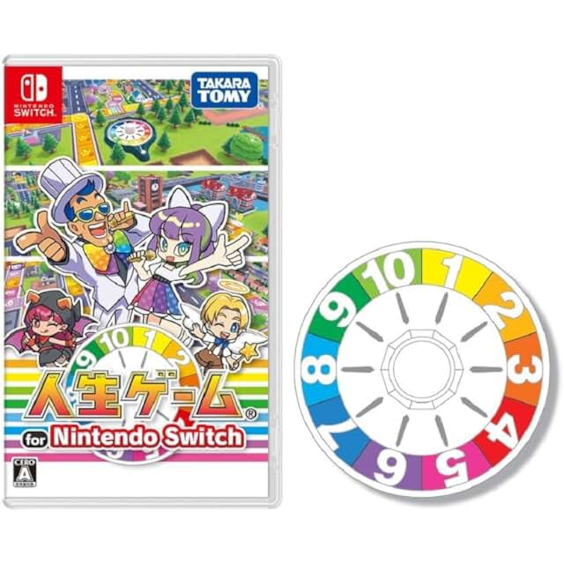 NINTENDO
SWITCH
TAKARA
TOMY
9 10 1 2
人生ゲーム®
for Nintendo Switch
CERO
A
10
1
2
3
4
5
6
7
8
9